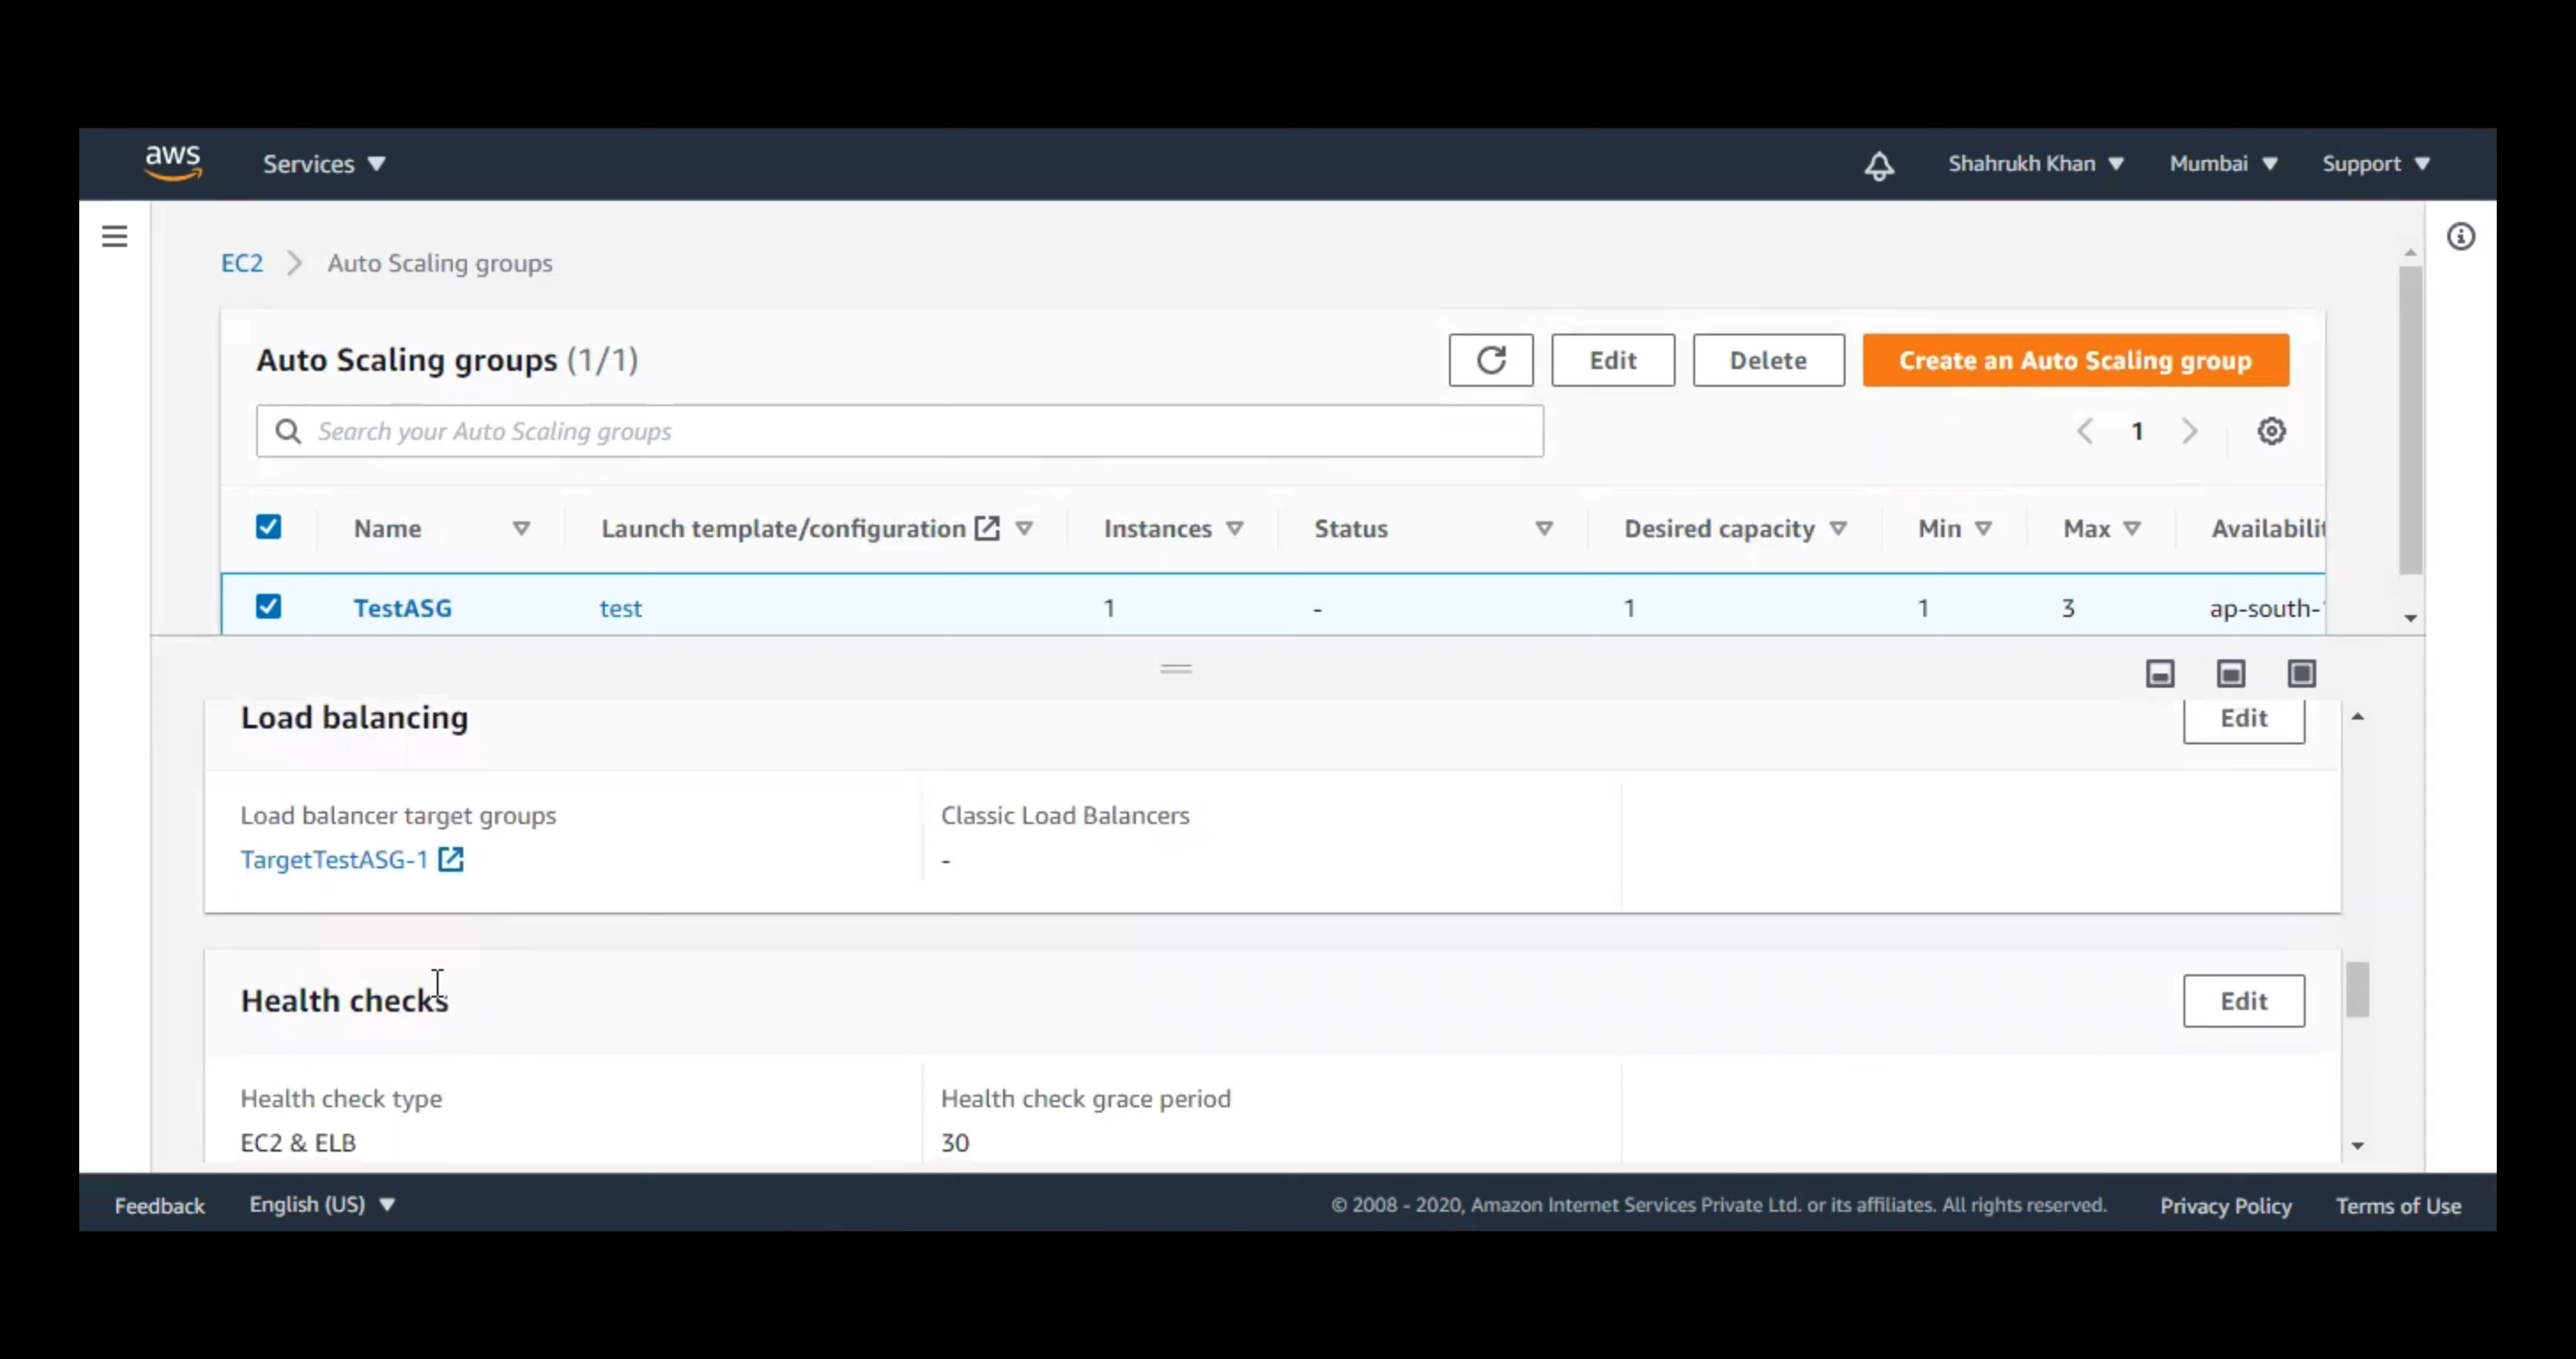 aws Services Shahrukh Khan Mumbai Support
EC2 Auto Scaling groups
Auto Scaling groups (1/1) Edit Delete Create an Auto Scaling group
Search your Auto Scaling groups 1
Name Launch template/configuration Instances Status Desired capacity Min Max Availabilit
TestASG test 1 - 1 1 3 ap-south-
Load balancing Edit
Load balancer target groups Classic Load Balancers
TargetTestASG-1 -
Health checks Edit
Health check type Health check grace period
EC2 & ELB 30
Feedback English (US) © 2008 - 2020, Amazon Internet Services Private Ltd. or its affiliates. All rights reserved. Privacy Policy Terms of Use